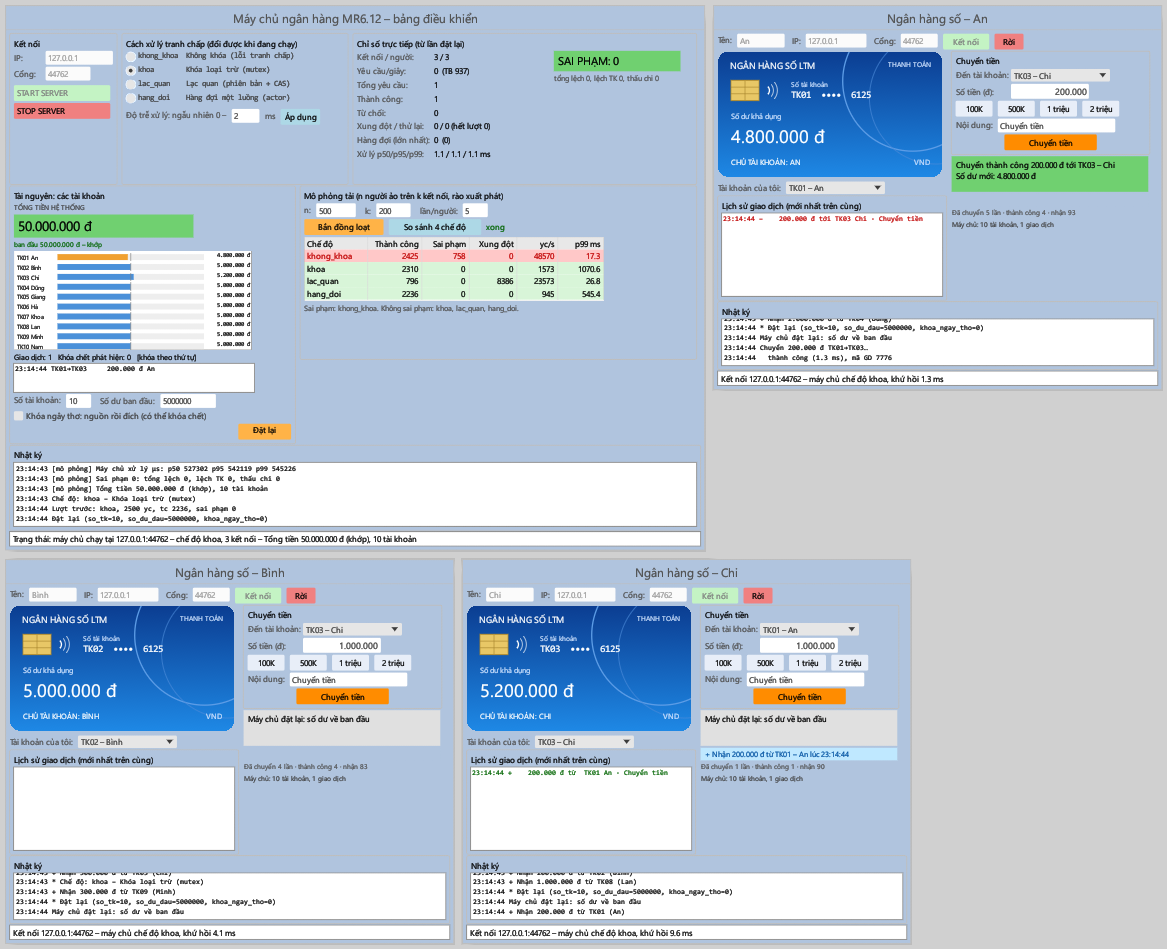 Máy chủ ngân hàng MR6.12 – bảng điều khiển
Kết nối
IP: 127.0.0.1
Cổng: 44762
START SERVER
STOP SERVER
Cách xử lý tranh chấp (đổi được khi đang chạy)
khong_khoa Không khóa (lỗi tranh chấp)
khoa Khóa loại trừ (mutex)
lac_quan Lạc quan (phiên bản + CAS)
hang_doi Hàng đợi một luồng (actor)
Độ trễ xử lý: ngẫu nhiên 0 – 2 ms Áp dụng
Chỉ số trực tiếp (từ lần đặt lại)
Kết nối / người: 3 / 3
Yêu cầu/giây: 0 (TB 937)
Tổng yêu cầu: 1
Thành công: 1
Từ chối: 0
Xung đột / thử lại: 0 / 0 (hết lượt 0)
Hàng đợi (lớn nhất): 0 (0)
Xử lý p50/p95/p99: 1.1 / 1.1 / 1.1 ms
SAI PHẠM: 0
tổng lệch 0, lệch TK 0, thấu chi 0
Tài nguyên: các tài khoản
TỔNG TIỀN HỆ THỐNG
50.000.000 đ
ban đầu 50.000.000 đ – khớp
TK01 An 4.800.000 đ
TK02 Bình 5.000.000 đ
TK03 Chi 5.200.000 đ
TK04 Dũng 5.000.000 đ
TK05 Giang 5.000.000 đ
TK06 Hà 5.000.000 đ
TK07 Khoa 5.000.000 đ
TK08 Lan 5.000.000 đ
TK09 Minh 5.000.000 đ
TK10 Nam 5.000.000 đ
Giao dịch: 1 Khóa chết phát hiện: 0 [khóa theo thứ tự]
23:14:44 TK01→TK03 200.000 đ An
Số tài khoản: 10 Số dư ban đầu: 5000000
Khóa ngây thơ: nguồn rồi đích (có thể khóa chết)
Đặt lại
Mô phỏng tải (n người ảo trên k kết nối, rào xuất phát)
n: 500 k: 200 lần/người: 5
Bắn đồng loạt So sánh 4 chế độ xong
Chế độ Thành công Sai phạm Xung đột yc/s p99 ms
khong_khoa 2425 758 0 48570 17.3
khoa 2310 0 0 1573 1070.6
lac_quan 796 0 8386 23573 26.8
hang_doi 2236 0 0 945 545.4
Sai phạm: khong_khoa. Không sai phạm: khoa, lac_quan, hang_doi.
Nhật ký
23:14:43 [mô phỏng] Máy chủ xử lý µs: p50 527302 p95 542119 p99 545226
23:14:43 [mô phỏng] Sai phạm 0: tổng lệch 0, lệch TK 0, thấu chi 0
23:14:43 [mô phỏng] Tổng tiền 50.000.000 đ (khớp), 10 tài khoản
23:14:43 Chế độ: khoa – Khóa loại trừ (mutex)
23:14:44 Lượt trước: khoa, 2500 yc, tc 2236, sai phạm 0
23:14:44 Đặt lại (so_tk=10, so_du_dau=5000000, khoa_ngay_tho=0)
Trạng thái: máy chủ chạy tại 127.0.0.1:44762 – chế độ khoa, 3 kết nối – Tổng tiền 50.000.000 đ (khớp), 10 tài khoản
Ngân hàng số – An
Tên: An IP: 127.0.0.1 Cổng: 44762 Kết nối Rời
NGÂN HÀNG SỐ LTM THANH TOÁN
Số tài khoản
TK01 •••• 6125
Số dư khả dụng
4.800.000 đ
CHỦ TÀI KHOẢN: AN VND
Tài khoản của tôi: TK01 – An
Lịch sử giao dịch (mới nhất trên cùng)
23:14:44 – 200.000 đ tới TK03 Chi · Chuyển tiền
Chuyển tiền
Đến tài khoản: TK03 – Chi
Số tiền (đ): 200.000
100K 500K 1 triệu 2 triệu
Nội dung: Chuyển tiền
Chuyển tiền
Chuyển thành công 200.000 đ tới TK03 – Chi
Số dư mới: 4.800.000 đ
Đã chuyển 5 lần · thành công 4 · nhận 93
Máy chủ: 10 tài khoản, 1 giao dịch
Nhật ký
23:14:43 + Nhận 1.000.000 đ từ TK04 (Dũng)
23:14:44 * Đặt lại (so_tk=10, so_du_dau=5000000, khoa_ngay_tho=0)
23:14:44 Máy chủ đặt lại: số dư về ban đầu
23:14:44 Chuyển 200.000 đ TK01→TK03…
23:14:44 thành công (1.3 ms), mã GD 7776
Kết nối 127.0.0.1:44762 – máy chủ chế độ khoa, khứ hồi 1.3 ms
Ngân hàng số – Bình
Tên: Bình IP: 127.0.0.1 Cổng: 44762 Kết nối Rời
NGÂN HÀNG SỐ LTM THANH TOÁN
Số tài khoản
TK02 •••• 6125
Số dư khả dụng
5.000.000 đ
CHỦ TÀI KHOẢN: BÌNH VND
Tài khoản của tôi: TK02 – Bình
Lịch sử giao dịch (mới nhất trên cùng)
Chuyển tiền
Đến tài khoản: TK03 – Chi
Số tiền (đ): 1.000.000
100K 500K 1 triệu 2 triệu
Nội dung: Chuyển tiền
Chuyển tiền
Máy chủ đặt lại: số dư về ban đầu
Đã chuyển 4 lần · thành công 4 · nhận 83
Máy chủ: 10 tài khoản, 1 giao dịch
Nhật ký
23:14:43 * Chế độ: khoa – Khóa loại trừ (mutex)
23:14:43 + Nhận 300.000 đ từ TK09 (Minh)
23:14:44 * Đặt lại (so_tk=10, so_du_dau=5000000, khoa_ngay_tho=0)
23:14:44 Máy chủ đặt lại: số dư về ban đầu
Kết nối 127.0.0.1:44762 – máy chủ chế độ khoa, khứ hồi 4.1 ms
Ngân hàng số – Chi
Tên: Chi IP: 127.0.0.1 Cổng: 44762 Kết nối Rời
NGÂN HÀNG SỐ LTM THANH TOÁN
Số tài khoản
TK03 •••• 6125
Số dư khả dụng
5.200.000 đ
CHỦ TÀI KHOẢN: CHI VND
Tài khoản của tôi: TK03 – Chi
Lịch sử giao dịch (mới nhất trên cùng)
23:14:44 + 200.000 đ từ TK01 An · Chuyển tiền
Chuyển tiền
Đến tài khoản: TK01 – An
Số tiền (đ): 1.000.000
100K 500K 1 triệu 2 triệu
Nội dung: Chuyển tiền
Chuyển tiền
Máy chủ đặt lại: số dư về ban đầu
+ Nhận 200.000 đ từ TK01 – An lúc 23:14:44
Đã chuyển 1 lần · thành công 1 · nhận 90
Máy chủ: 10 tài khoản, 1 giao dịch
Nhật ký
23:14:43 + Nhận 1.000.000 đ từ TK08 (Lan)
23:14:44 * Đặt lại (so_tk=10, so_du_dau=5000000, khoa_ngay_tho=0)
23:14:44 Máy chủ đặt lại: số dư về ban đầu
23:14:44 + Nhận 200.000 đ từ TK01 (An)
Kết nối 127.0.0.1:44762 – máy chủ chế độ khoa, khứ hồi 9.6 ms